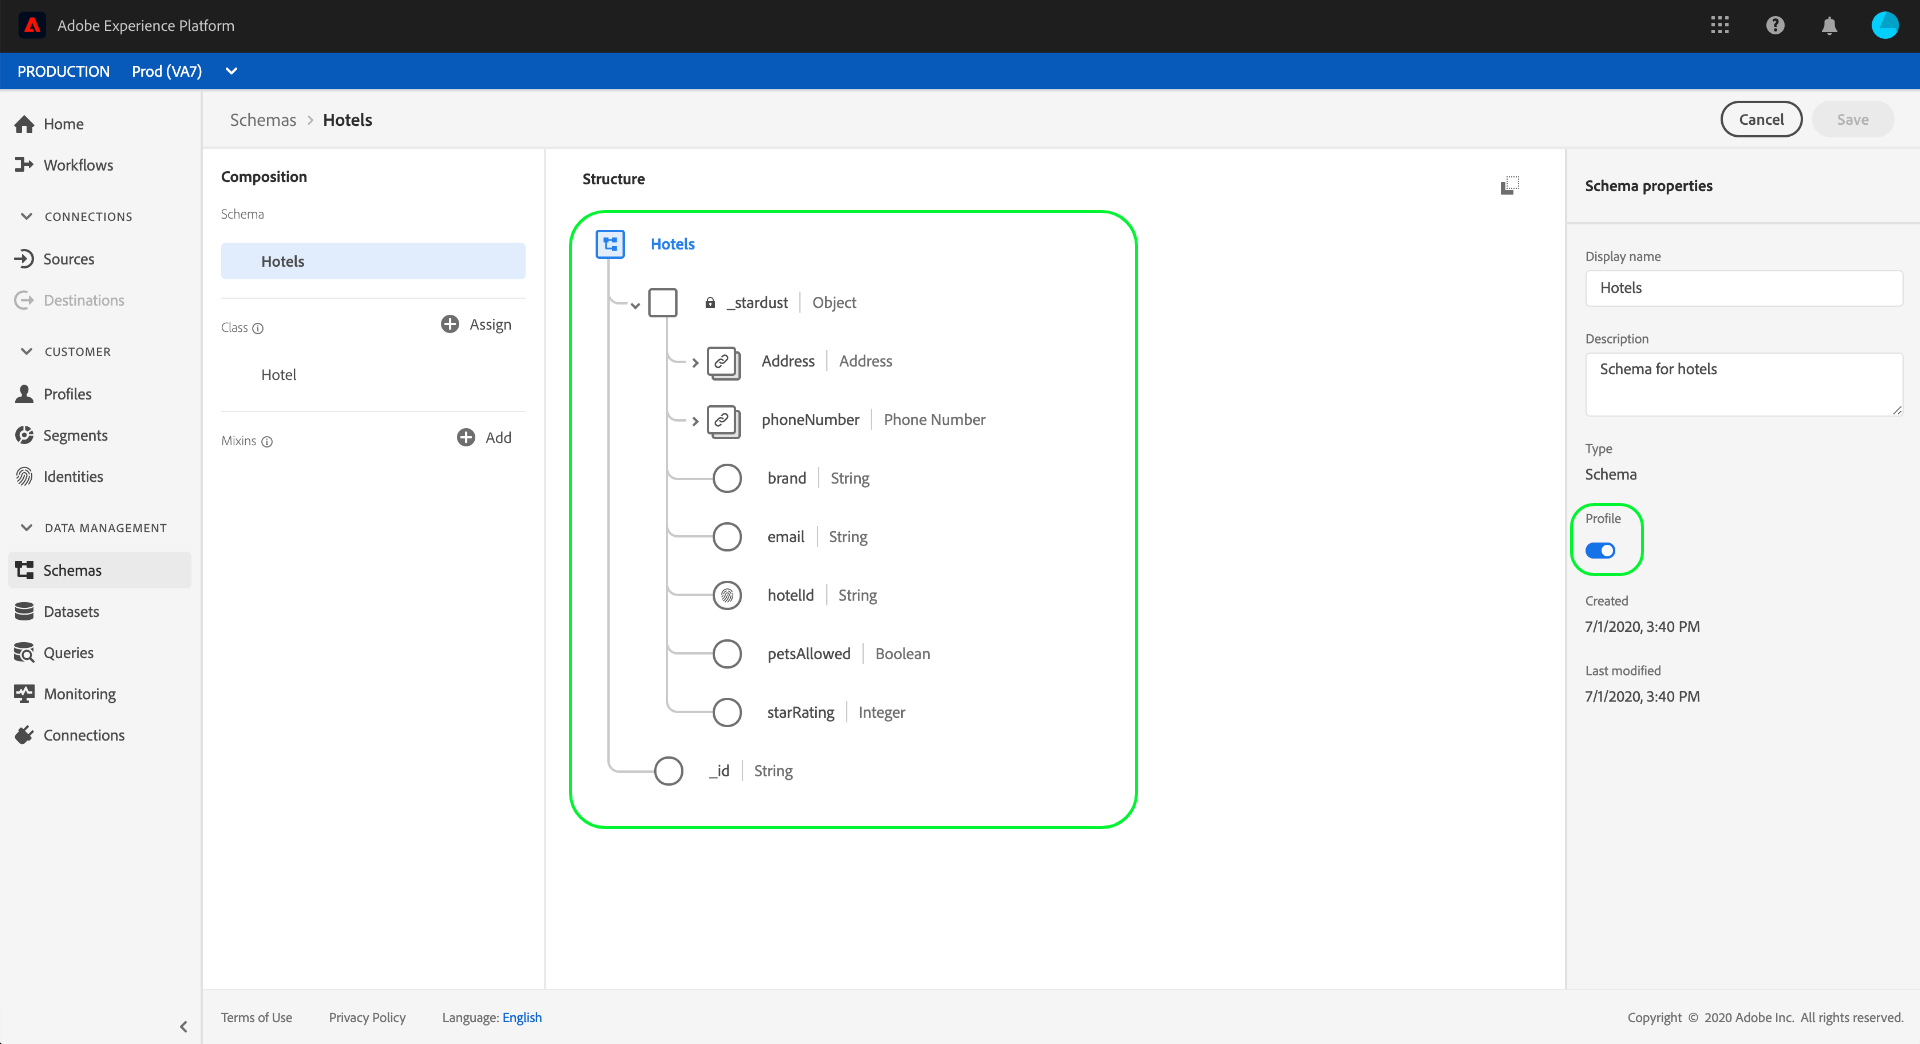 Adobe Experience Platform
PRODUCTION Prod (VA7)
Home
Workflows
CONNECTIONS
Sources
Destinations
CUSTOMER
Profiles
Segments
Identities
DATA MANAGEMENT
Schemas
Datasets
Queries
Monitoring
Connections
Schemas > Hotels
Cancel
Save
Composition
Schema
Hotels
Class
Assign
Hotel
Mixins
Add
Structure
Hotels
_stardust | Object
Address | Address
phoneNumber | Phone Number
brand | String
email | String
hotelId | String
petsAllowed | Boolean
starRating | Integer
_id | String
Schema properties
Display name
Hotels
Description
Schema for hotels
Type
Schema
Profile
Created
7/1/2020, 3:40 PM
Last modified
7/1/2020, 3:40 PM
Terms of Use Privacy Policy Language: English
Copyright © 2020 Adobe Inc. All rights reserved.